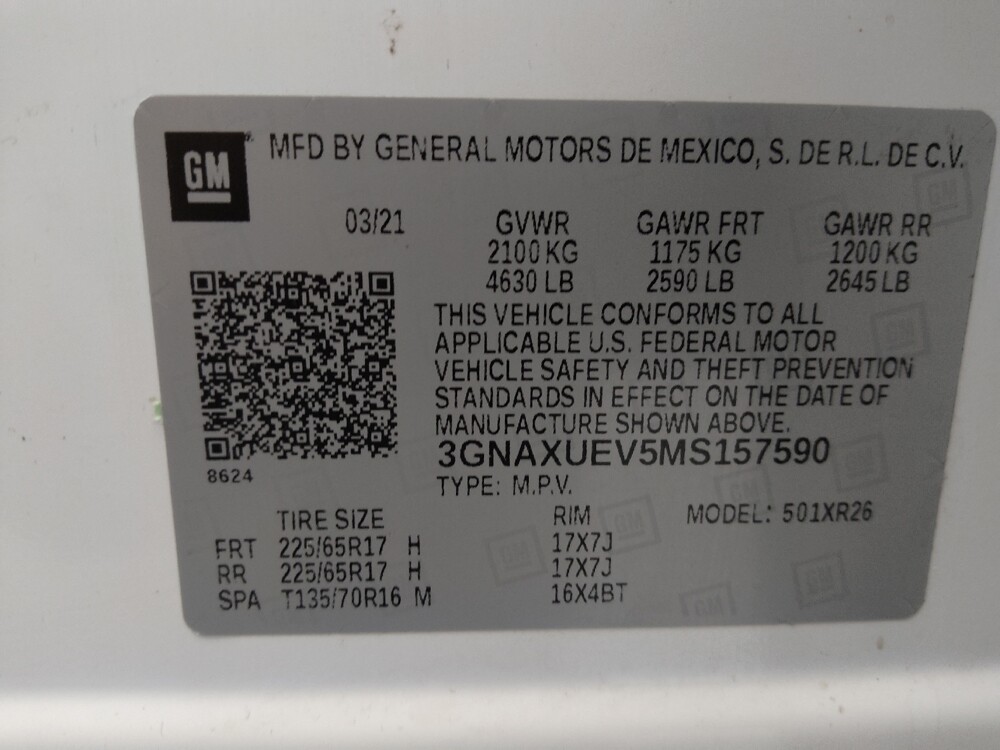 GM MFD BY GENERAL MOTORS DE MEXICO, S. DE R.L. DE C.V.
03/21 GVWR GAWR FRT GAWR RR
2100 KG 1175 KG 1200 KG
4630 LB 2590 LB 2645 LB
THIS VEHICLE CONFORMS TO ALL
APPLICABLE U.S. FEDERAL MOTOR
VEHICLE SAFETY AND THEFT PREVENTION
STANDARDS IN EFFECT ON THE DATE OF
MANUFACTURE SHOWN ABOVE.
3GNAXUEV5MS157590
8624
TYPE: M.P.V.
TIRE SIZE RIM MODEL: 501XR26
FRT 225/65R17 H 17X7J
RR 225/65R17 H 17X7J
SPA T135/70R16 M 16X4BT